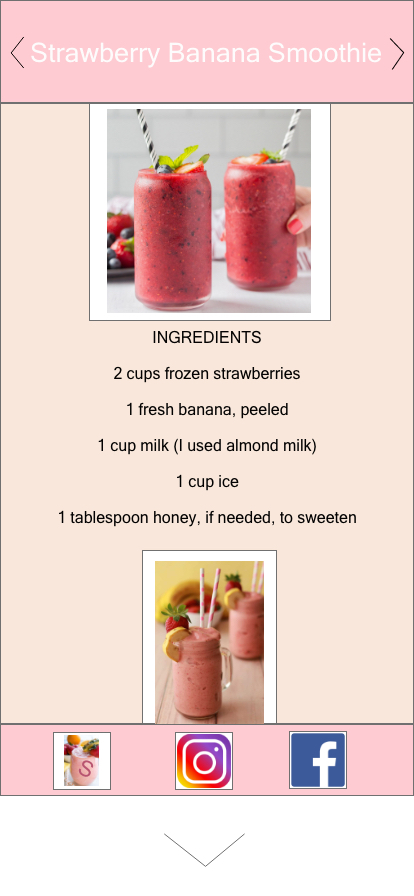 Strawberry Banana Smoothie
INGREDIENTS
2 cups frozen strawberries
1 fresh banana, peeled
1 cup milk (I used almond milk)
1 cup ice
1 tablespoon honey, if needed, to sweeten
S
f